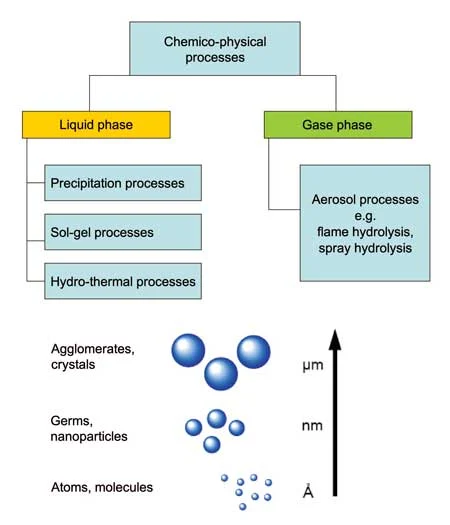 Chemico-physical
processes
Liquid phase
Gase phase
Precipitation processes
Sol-gel processes
Hydro-thermal processes
Aerosol processes
e.g.
flame hydrolysis,
spray hydrolysis
Agglomerates,
crystals
µm
Germs,
nanoparticles
nm
Atoms, molecules
Å